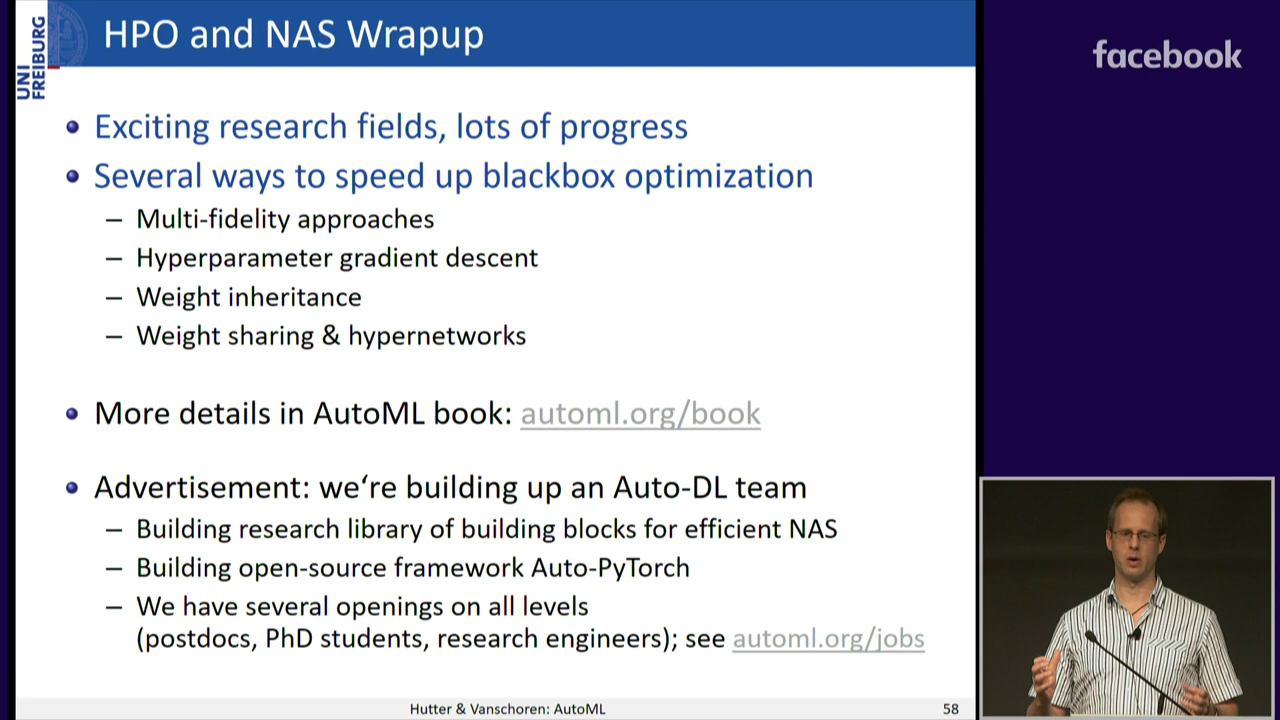 UNI
FREIBURG
HPO and NAS Wrapup
facebook
• Exciting research fields, lots of progress
• Several ways to speed up blackbox optimization
– Multi-fidelity approaches
– Hyperparameter gradient descent
– Weight inheritance
– Weight sharing & hypernetworks
• More details in AutoML book: automl.org/book
• Advertisement: we‘re building up an Auto-DL team
– Building research library of building blocks for efficient NAS
– Building open-source framework Auto-PyTorch
– We have several openings on all levels
(postdocs, PhD students, research engineers); see automl.org/jobs
Hutter & Vanschoren: AutoML
58